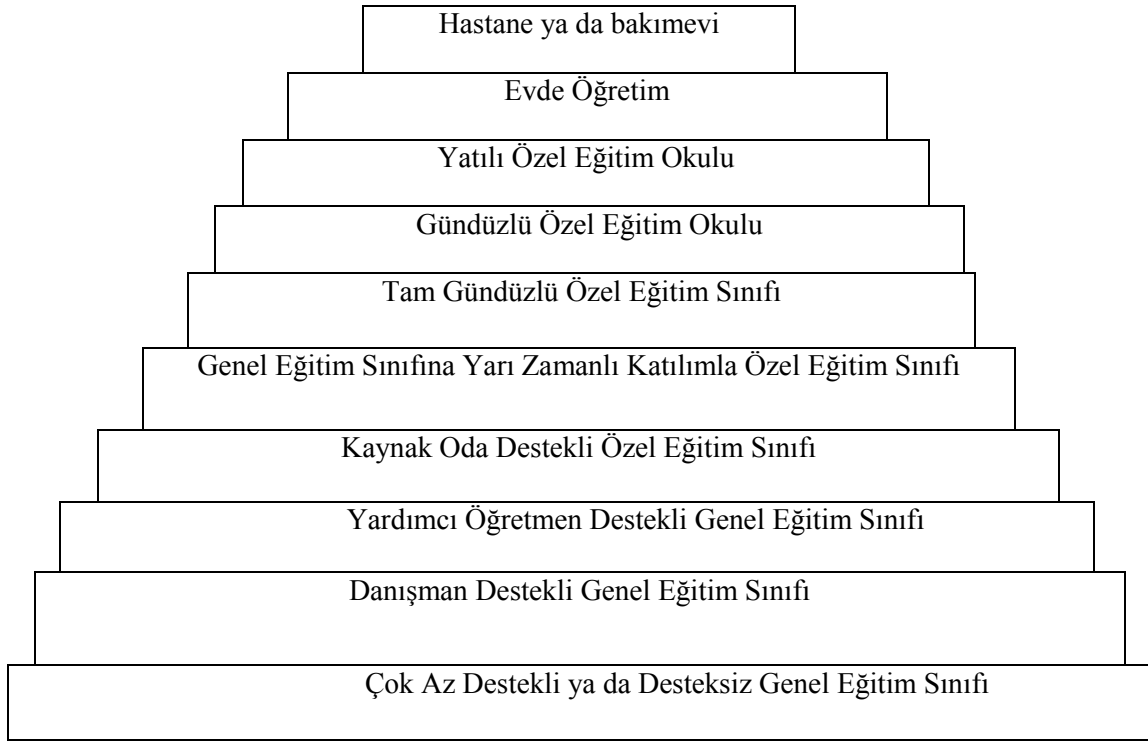 Hastane ya da bakımevi
Evde Öğretim
Yatılı Özel Eğitim Okulu
Gündüzlü Özel Eğitim Okulu
Tam Gündüzlü Özel Eğitim Sınıfı
Genel Eğitim Sınıfına Yarı Zamanlı Katılımla Özel Eğitim Sınıfı
Kaynak Oda Destekli Özel Eğitim Sınıfı
Yardımcı Öğretmen Destekli Genel Eğitim Sınıfı
Danışman Destekli Genel Eğitim Sınıfı
Çok Az Destekli ya da Desteksiz Genel Eğitim Sınıfı